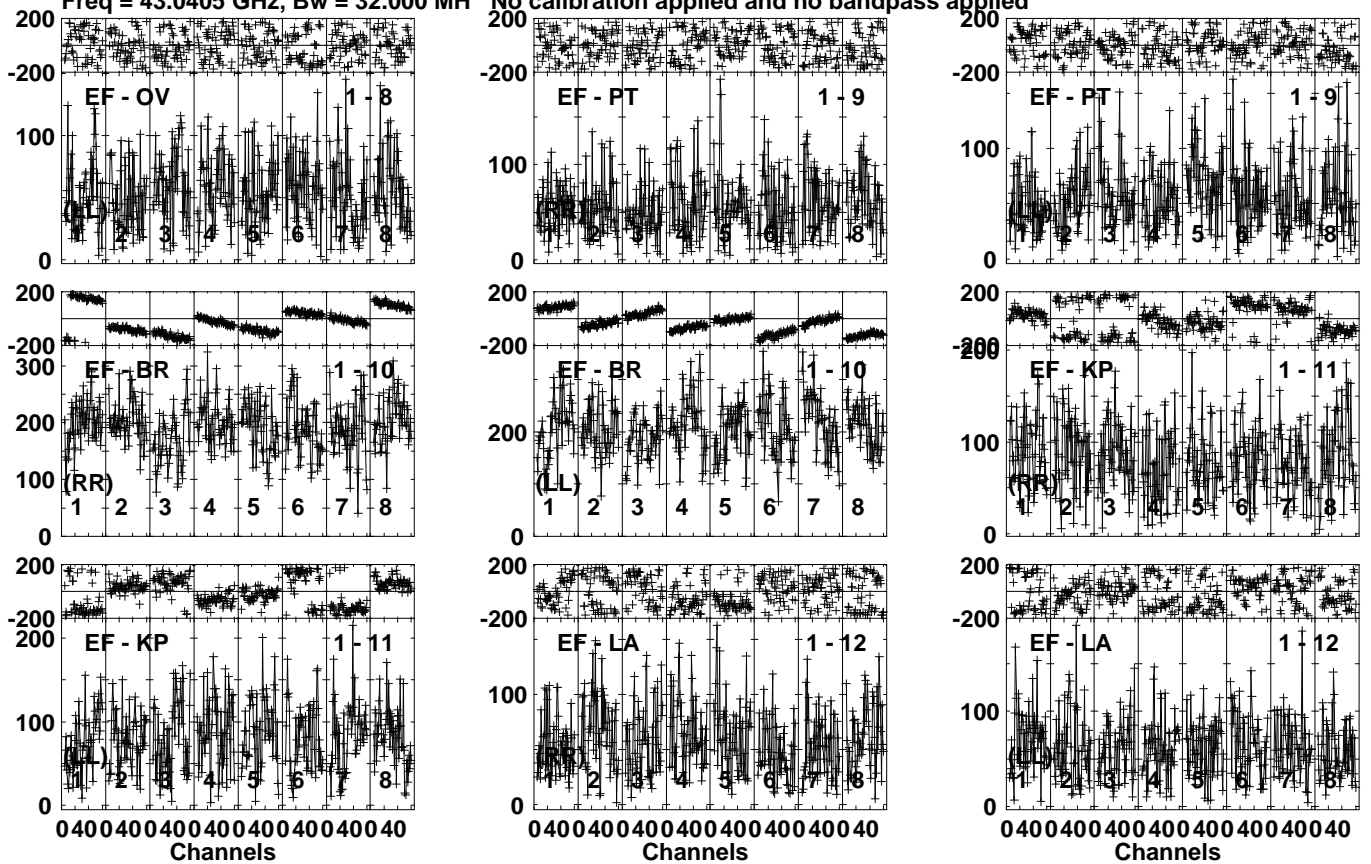 Freq = 43.0405 GHz, Bw = 32.000 MH No calibration applied and no bandpass applied
200 200 200
-200 -200 -200
EF - OV 1 - 8 EF - PT 1 - 9 EF - PT 1 - 9
100 100 100
(LL) (RR) (LL)
1 2 3 4 5 6 7 8 1 2 3 4 5 6 7 8 1 2 3 4 5 6 7 8
0 0 0
200 200 200
-200 -200 -200
EF - BR 1 - 10 EF - BR 1 - 10 EF - KP 1 - 11
300 200
200 200 100
100
(RR) (LL) (RR)
1 2 3 4 5 6 7 8 1 2 3 4 5 6 7 8 1 2 3 4 5 6 7 8
0 0 0
200 200 200
-200 -200 -200
200
EF - KP 1 - 11 EF - LA 1 - 12 EF - LA 1 - 12
100 100 100
(LL) (RR) (LL)
1 2 3 4 5 6 7 8 1 2 3 4 5 6 7 8 1 2 3 4 5 6 7 8
0 0 0
0 40 0 40 0 40 0 40 0 40 0 40 0 40 0 40 0 40 0 40 0 40 0 40 0 40 0 40 0 40 0 40 0 40 0 40 0 40 0 40 0 40 0 40 0 40 0 40
Channels Channels Channels